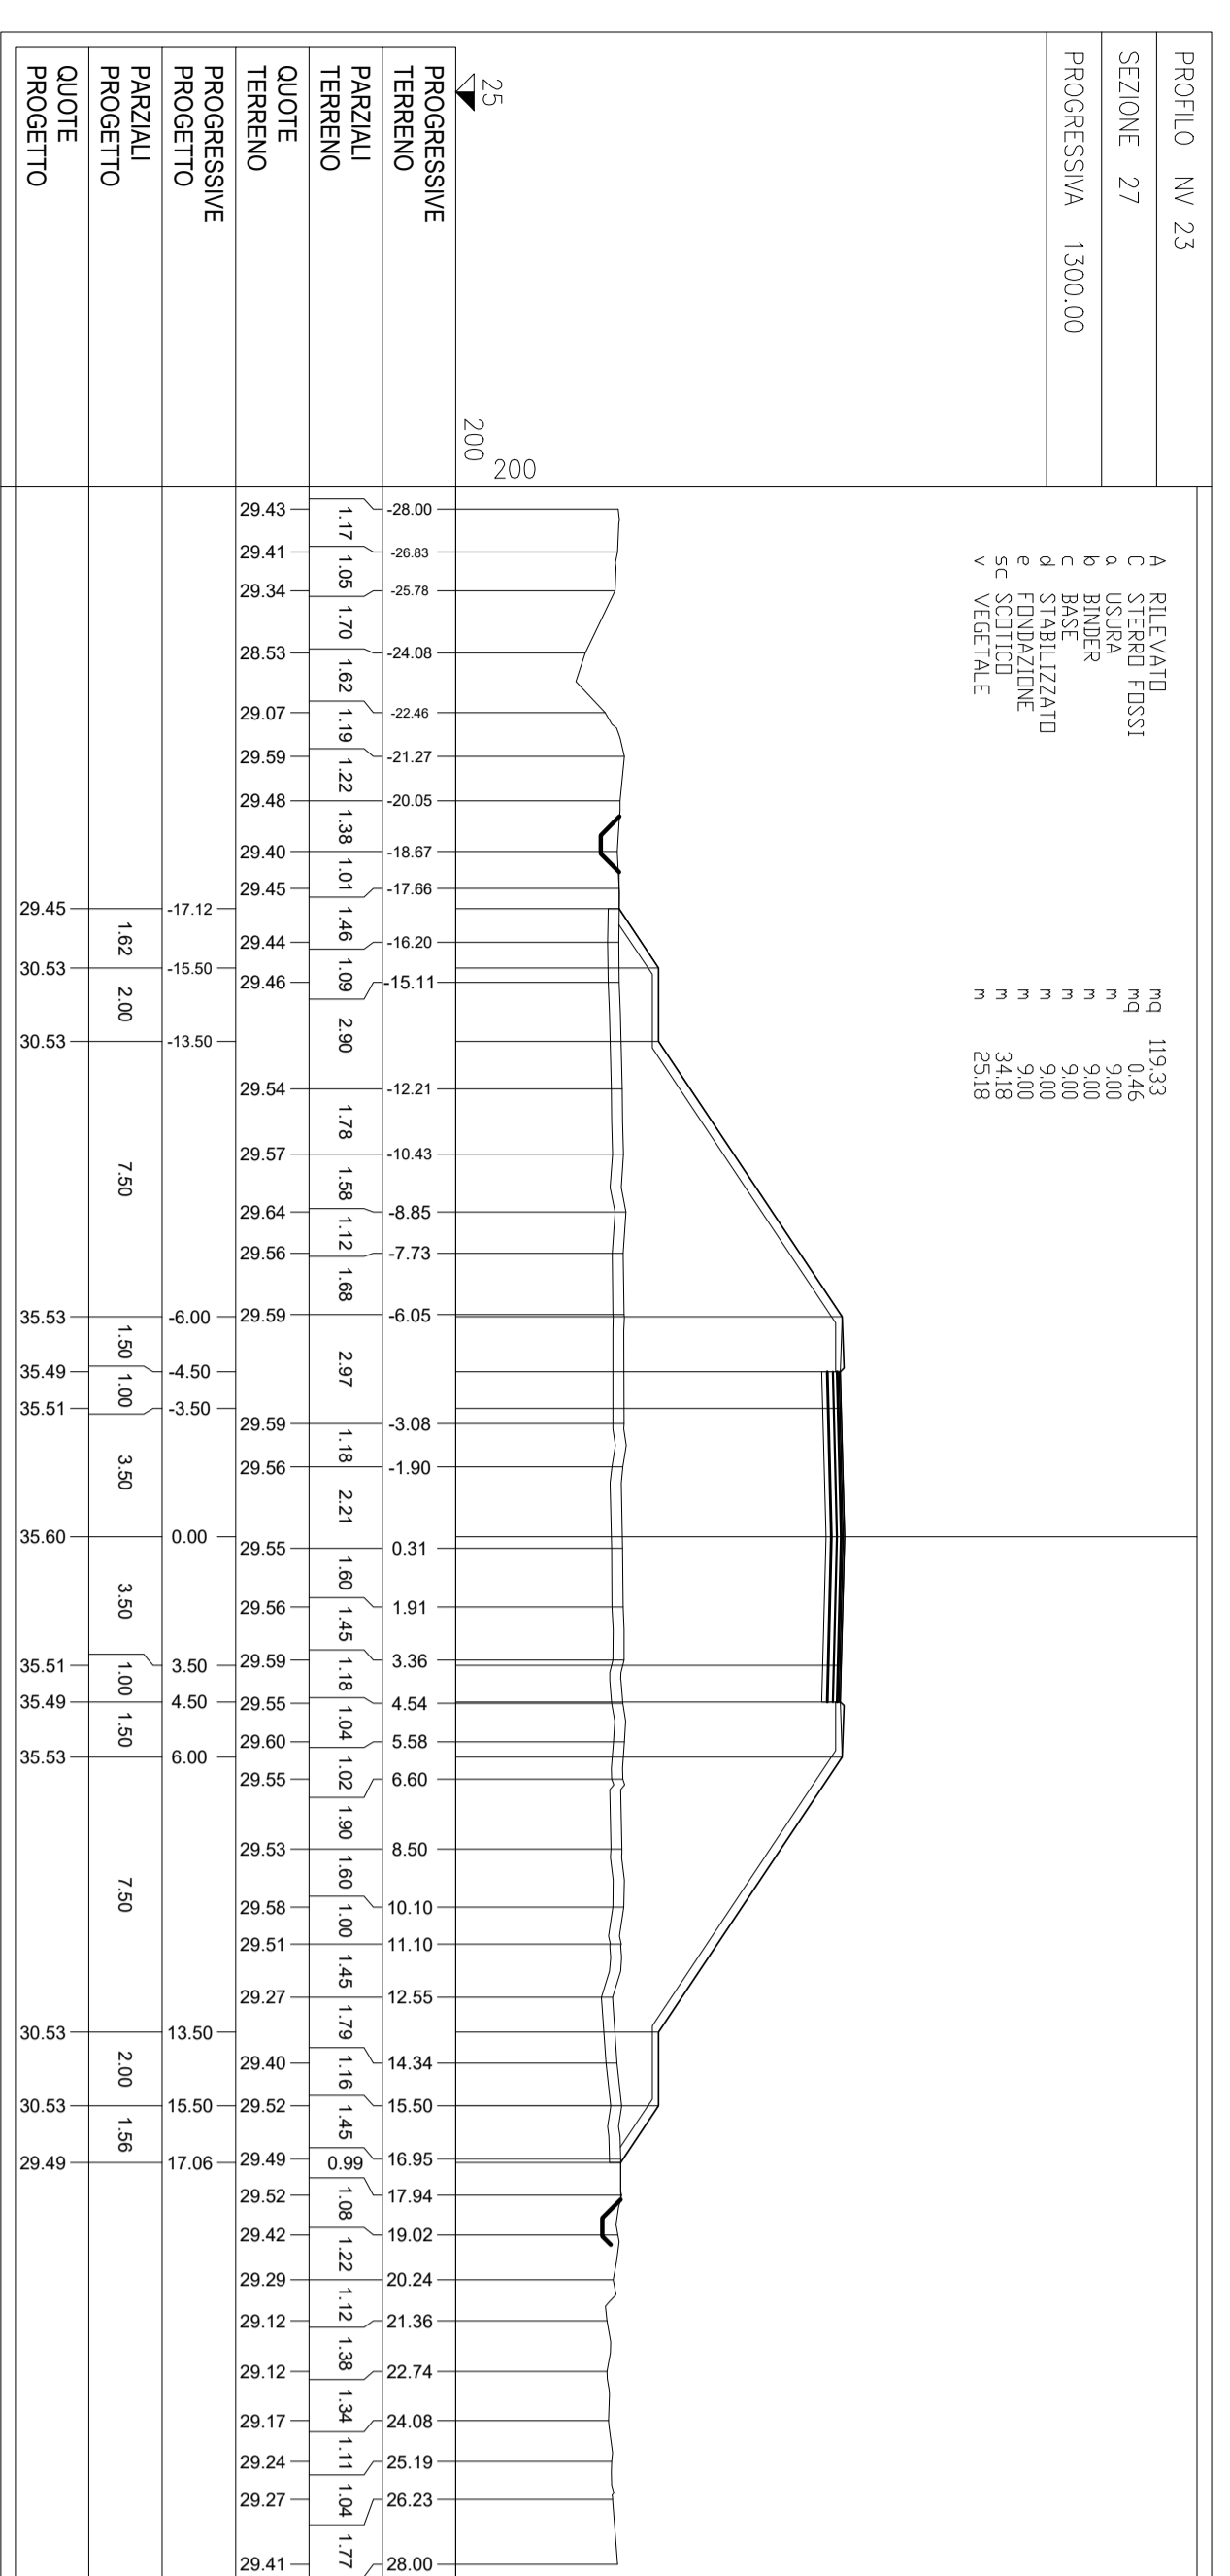 PROFILO NV 23
SEZIONE 27
PROGRESSIVA 1300.00
A RILEVATO mq 119.33
C STERRO FOSSI mq 0.46
a USURA m 9.00
b BINDER m 9.00
c BASE m 9.00
d STABILIZZATO m 9.00
e FONDAZIONE m 9.00
sc SCOTICO m 34.18
v VEGETALE m 25.18
25
200
200
PROGRESSIVE
TERRENO
-28.00 -26.83 -25.78 -24.08 -22.46 -21.27 -20.05 -18.67 -17.66 -16.20 -15.11 -12.21 -10.43 -8.85 -7.73 -6.05 -3.08 -1.90 0.31 1.91 3.36 4.54 5.58 6.60 8.50 10.10 11.10 12.55 14.34 15.50 16.95 17.94 19.02 20.24 21.36 22.74 24.08 25.19 26.23 28.00
PARZIALI
TERRENO
1.17 1.05 1.70 1.62 1.19 1.22 1.38 1.01 1.46 1.09 2.90 1.78 1.58 1.12 1.68 2.97 1.18 2.21 1.60 1.45 1.18 1.04 1.02 1.90 1.60 1.00 1.45 1.79 1.16 1.45 0.99 1.08 1.22 1.12 1.38 1.34 1.11 1.04 1.77
QUOTE
TERRENO
29.43 29.41 29.34 28.53 29.07 29.59 29.48 29.40 29.45 29.44 29.46 29.54 29.57 29.64 29.56 29.59 29.59 29.56 29.55 29.56 29.59 29.55 29.60 29.55 29.53 29.58 29.51 29.27 29.40 29.52 29.49 29.52 29.42 29.29 29.12 29.12 29.17 29.24 29.27 29.41
PROGRESSIVE
PROGETTO
-17.12 -15.50 -13.50 -6.00 -4.50 -3.50 0.00 3.50 4.50 6.00 13.50 15.50 17.06
PARZIALI
PROGETTO
1.62 2.00 7.50 1.50 1.00 3.50 3.50 1.00 1.50 7.50 2.00 1.56
QUOTE
PROGETTO
29.45 30.53 30.53 35.53 35.49 35.51 35.60 35.51 35.49 35.53 30.53 30.53 29.49